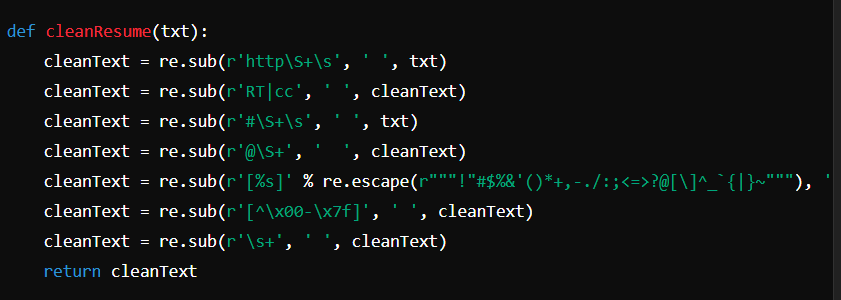 def cleanResume(txt):
    cleanText = re.sub(r'http\S+\s', ' ', txt)
    cleanText = re.sub(r'RT|cc', ' ', cleanText)
    cleanText = re.sub(r'#\S+\s', ' ', txt)
    cleanText = re.sub(r'@\S+', '  ', cleanText)
    cleanText = re.sub(r'[%s]' % re.escape(r"""!"#$%&'()*+,-./:;<=>?@[\]^_`{|}~"""), '
    cleanText = re.sub(r'[^\x00-\x7f]', ' ', cleanText)
    cleanText = re.sub(r'\s+', ' ', cleanText)
    return cleanText